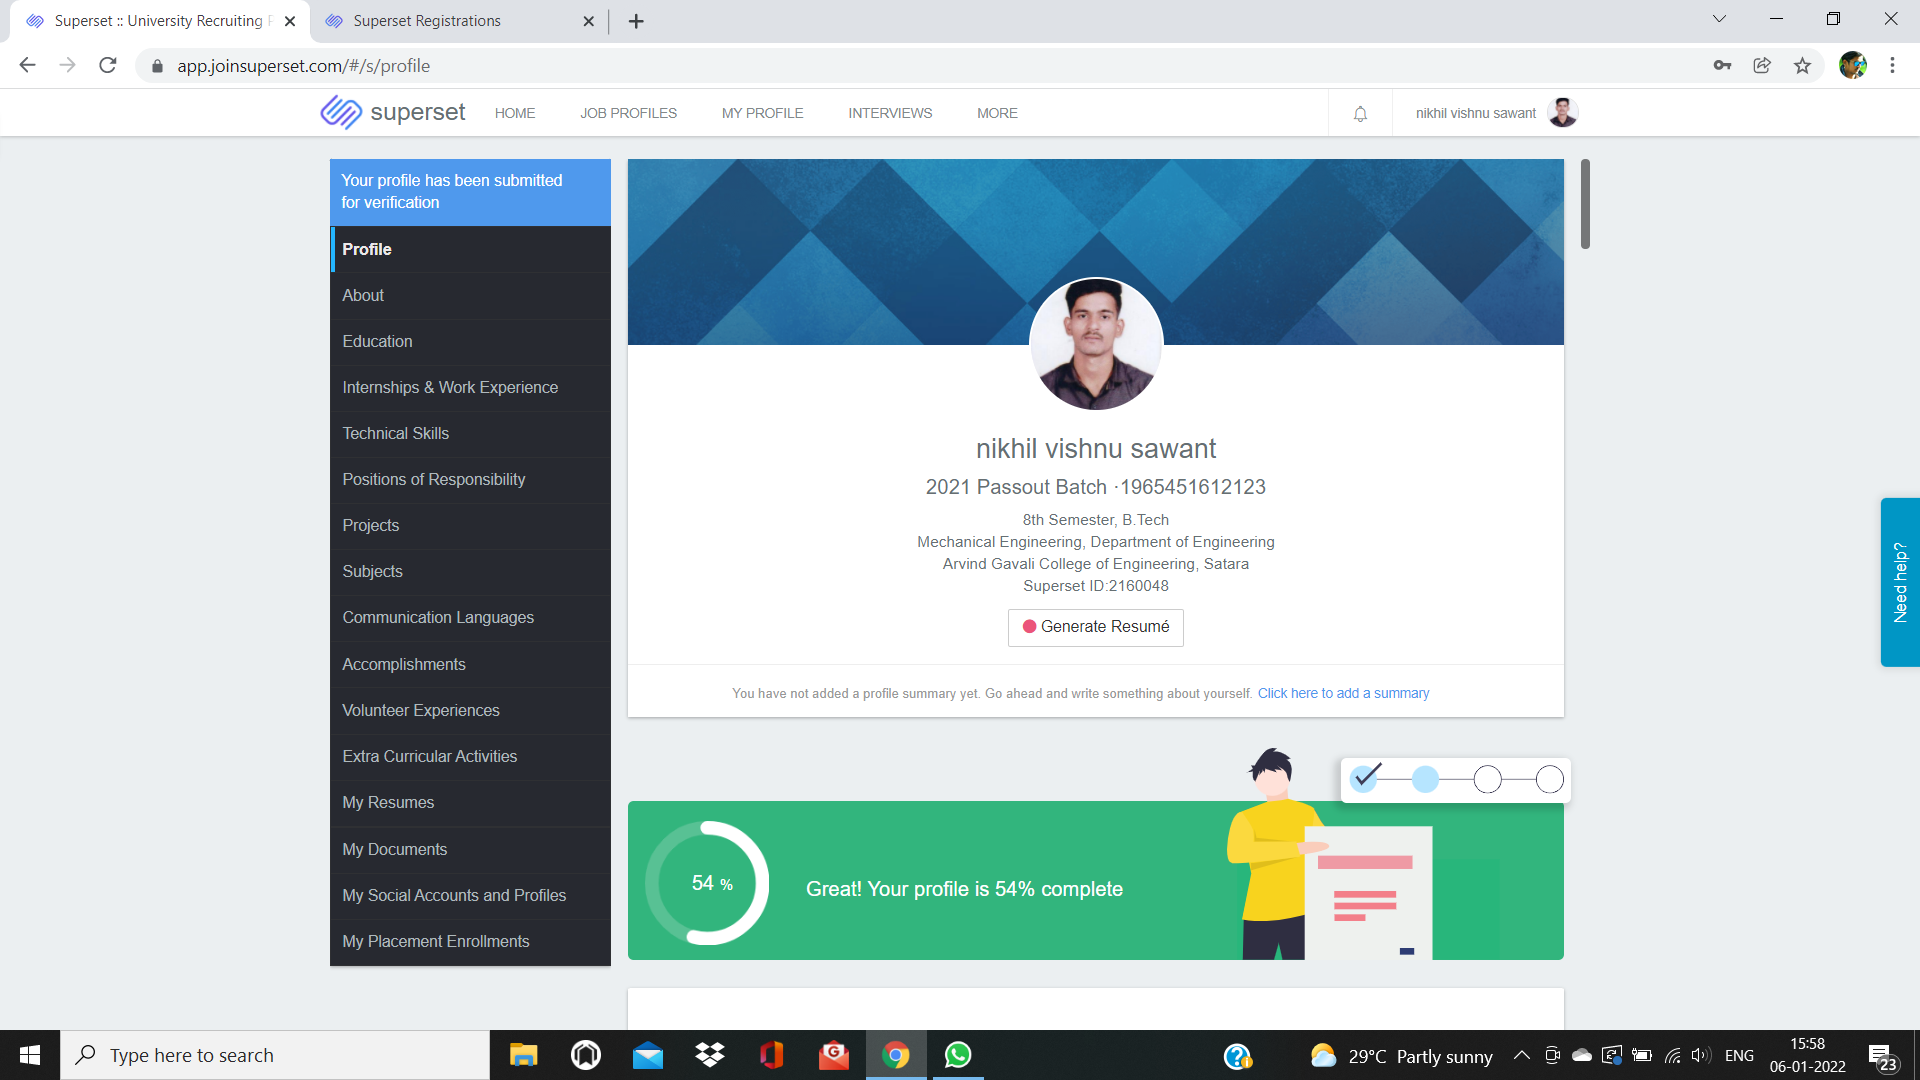 Superset :: University Recruiting
Superset Registrations
app.joinsuperset.com/#/s/profile
superset
HOME
JOB PROFILES
MY PROFILE
INTERVIEWS
MORE
nikhil vishnu sawant
Your profile has been submitted
for verification
Profile
About
Education
Internships & Work Experience
Technical Skills
Positions of Responsibility
Projects
Subjects
Communication Languages
Accomplishments
Volunteer Experiences
Extra Curricular Activities
My Resumes
My Documents
My Social Accounts and Profiles
My Placement Enrollments
nikhil vishnu sawant
2021 Passout Batch ·1965451612123
8th Semester, B.Tech
Mechanical Engineering, Department of Engineering
Arvind Gavali College of Engineering, Satara
Superset ID:2160048
Generate Resumé
You have not added a profile summary yet. Go ahead and write something about yourself. Click here to add a summary
54 %
Great! Your profile is 54% complete
Need help?
Type here to search
29°C Partly sunny
ENG
15:58
06-01-2022
23